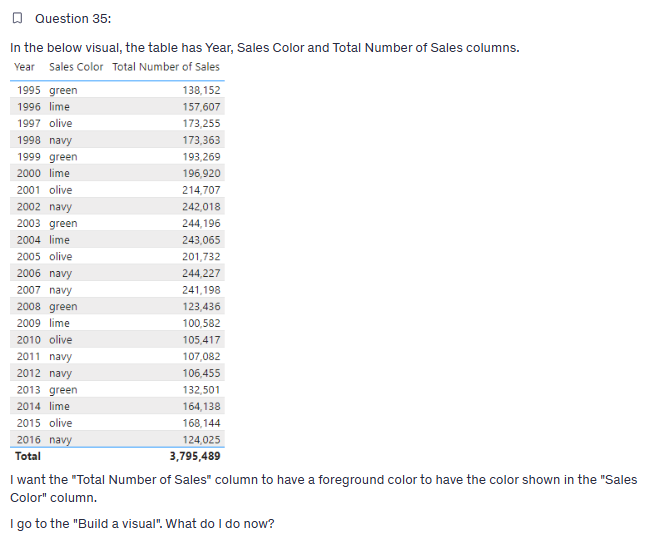 Question 35:
In the below visual, the table has Year, Sales Color and Total Number of Sales columns.
Year Sales Color Total Number of Sales
1995 green 138,152
1996 lime 157,607
1997 olive 173,255
1998 navy 173,363
1999 green 193,269
2000 lime 196,920
2001 olive 214,707
2002 navy 242,018
2003 green 244,196
2004 lime 243,065
2005 olive 201,732
2006 navy 244,227
2007 navy 241,198
2008 green 123,436
2009 lime 100,582
2010 olive 105,417
2011 navy 107,082
2012 navy 106,455
2013 green 132,501
2014 lime 164,138
2015 olive 168,144
2016 navy 124,025
Total 3,795,489
I want the "Total Number of Sales" column to have a foreground color to have the color shown in the "Sales
Color" column.
I go to the "Build a visual". What do I do now?